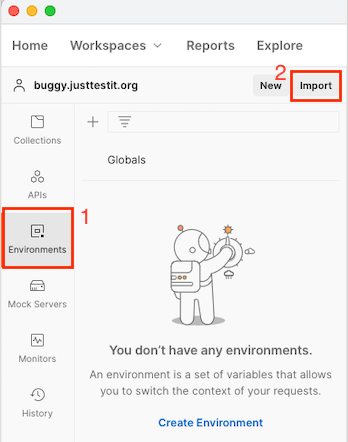 Home Workspaces Reports Explore
buggy.justtestit.org New 2 Import
Collections
Globals
APIs
Environments 1
Mock Servers
Monitors
You don't have any environments.
An environment is a set of variables that allows
you to switch the context of your requests.
History
Create Environment